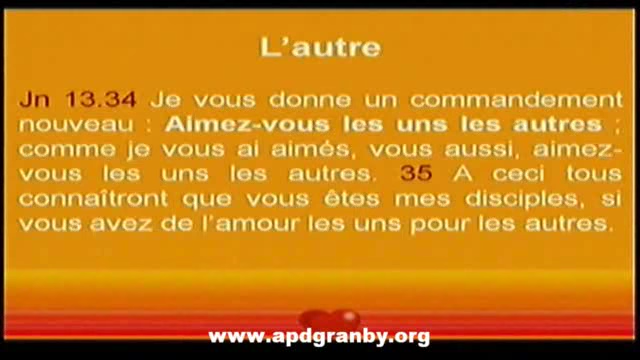 L'autre
Jn 13.34 Je vous donne un commandement
nouveau : Aimez-vous les uns les autres ;
comme je vous ai aimés, vous aussi, aimez-
vous les uns les autres. 35 A ceci tous
connaîtront que vous êtes mes disciples, si
vous avez de l'amour les uns pour les autres.
www.apdgranby.org